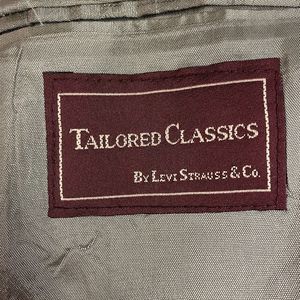 TAILORED CLASSICS
BY LEVI STRAUSS & CO.